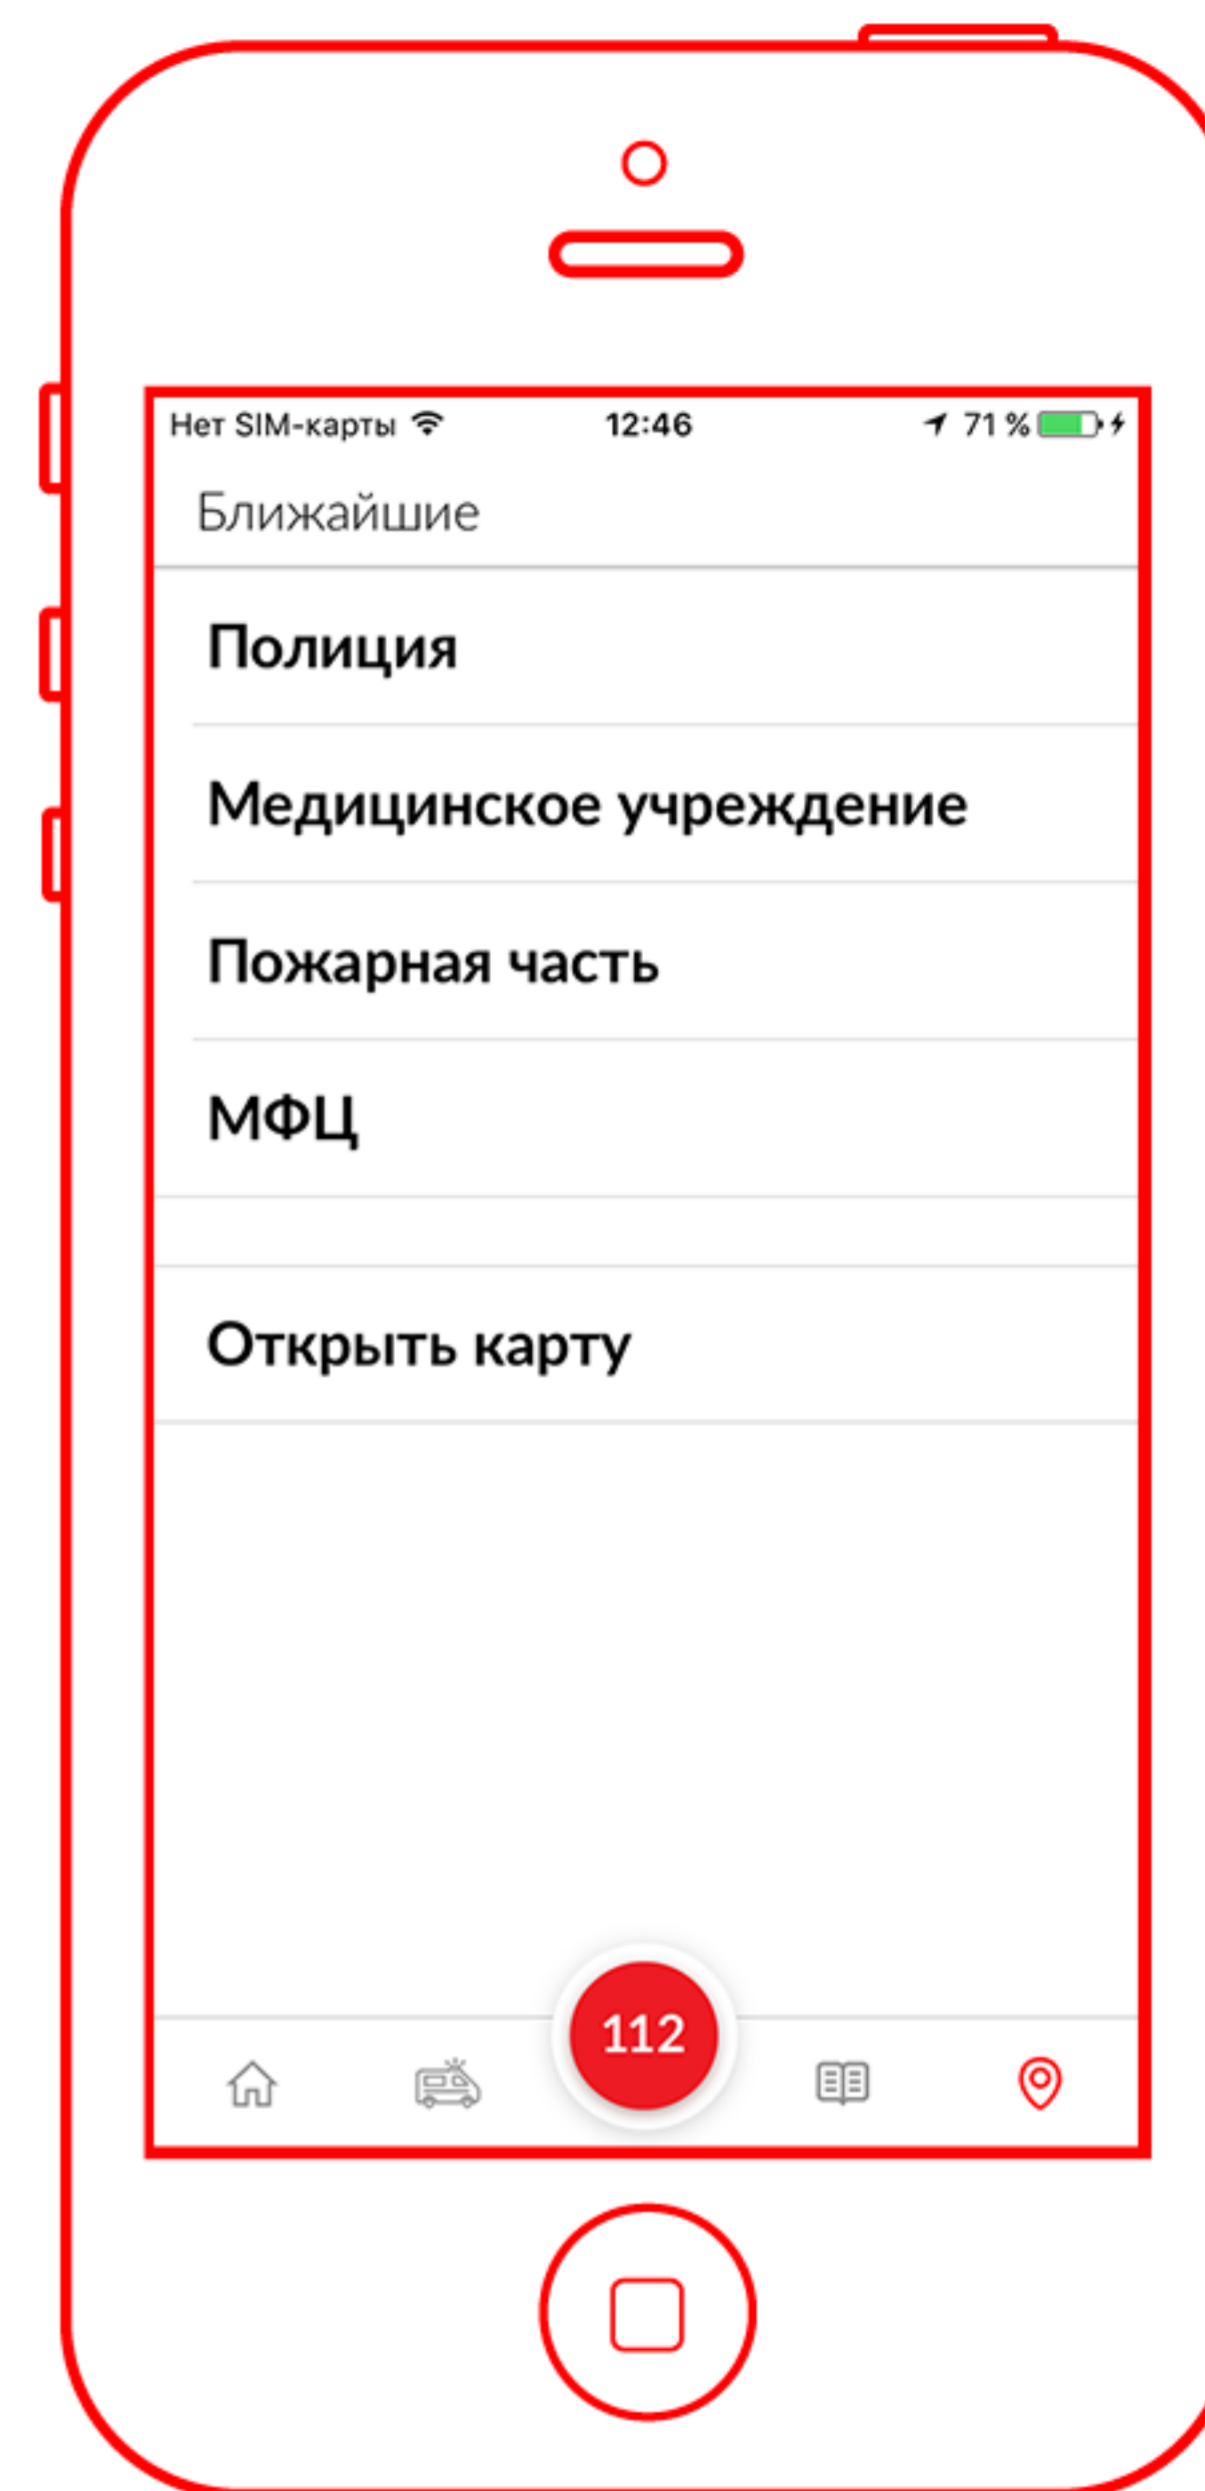 Нет SIM-карты 12:46 71 %
Ближайшие
Полиция
Медицинское учреждение
Пожарная часть
МФЦ
Открыть карту
112